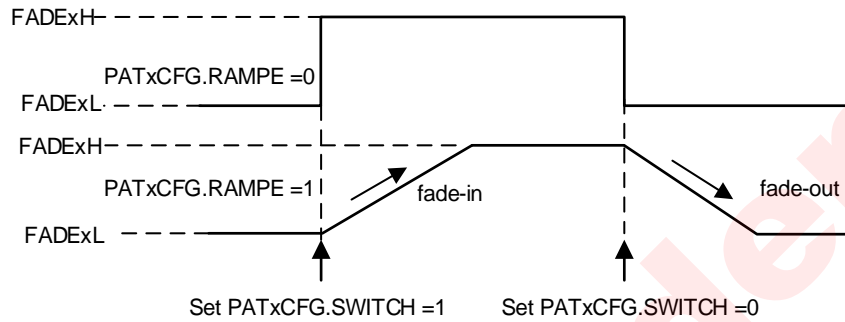 FADExH
PATxCFG.RAMPE =0
FADExL
FADExH
PATxCFG.RAMPE =1
fade-in
fade-out
FADExL
Set PATxCFG.SWITCH =1
Set PATxCFG.SWITCH =0